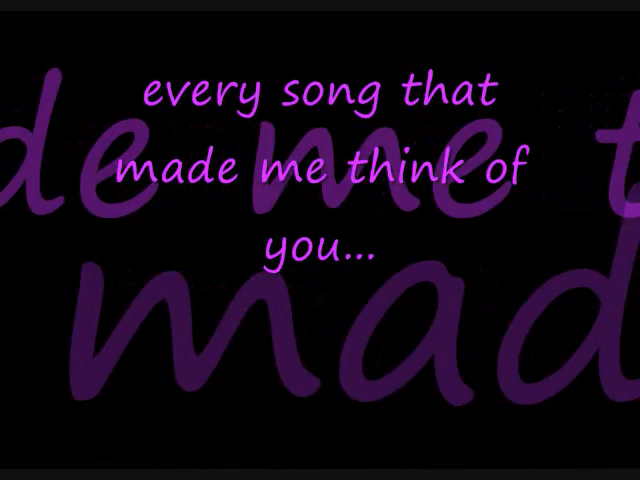 every song that
made me think of
you...
de me t
mad